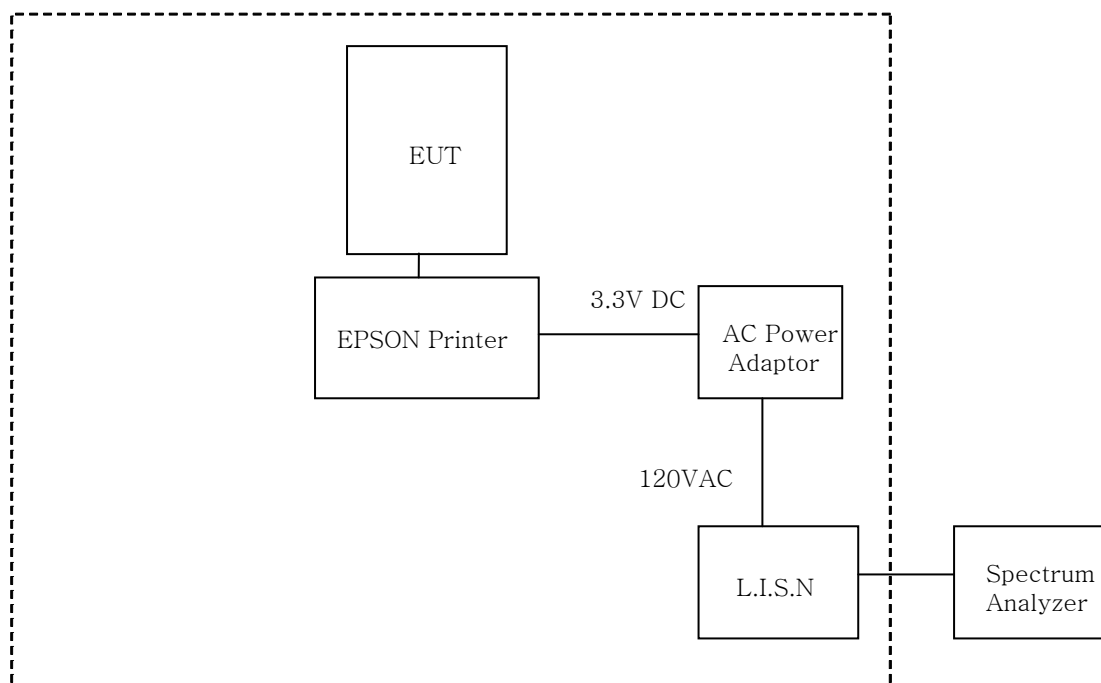 EUT
3.3V DC
EPSON Printer
AC Power
Adaptor
120VAC
L.I.S.N
Spectrum
Analyzer